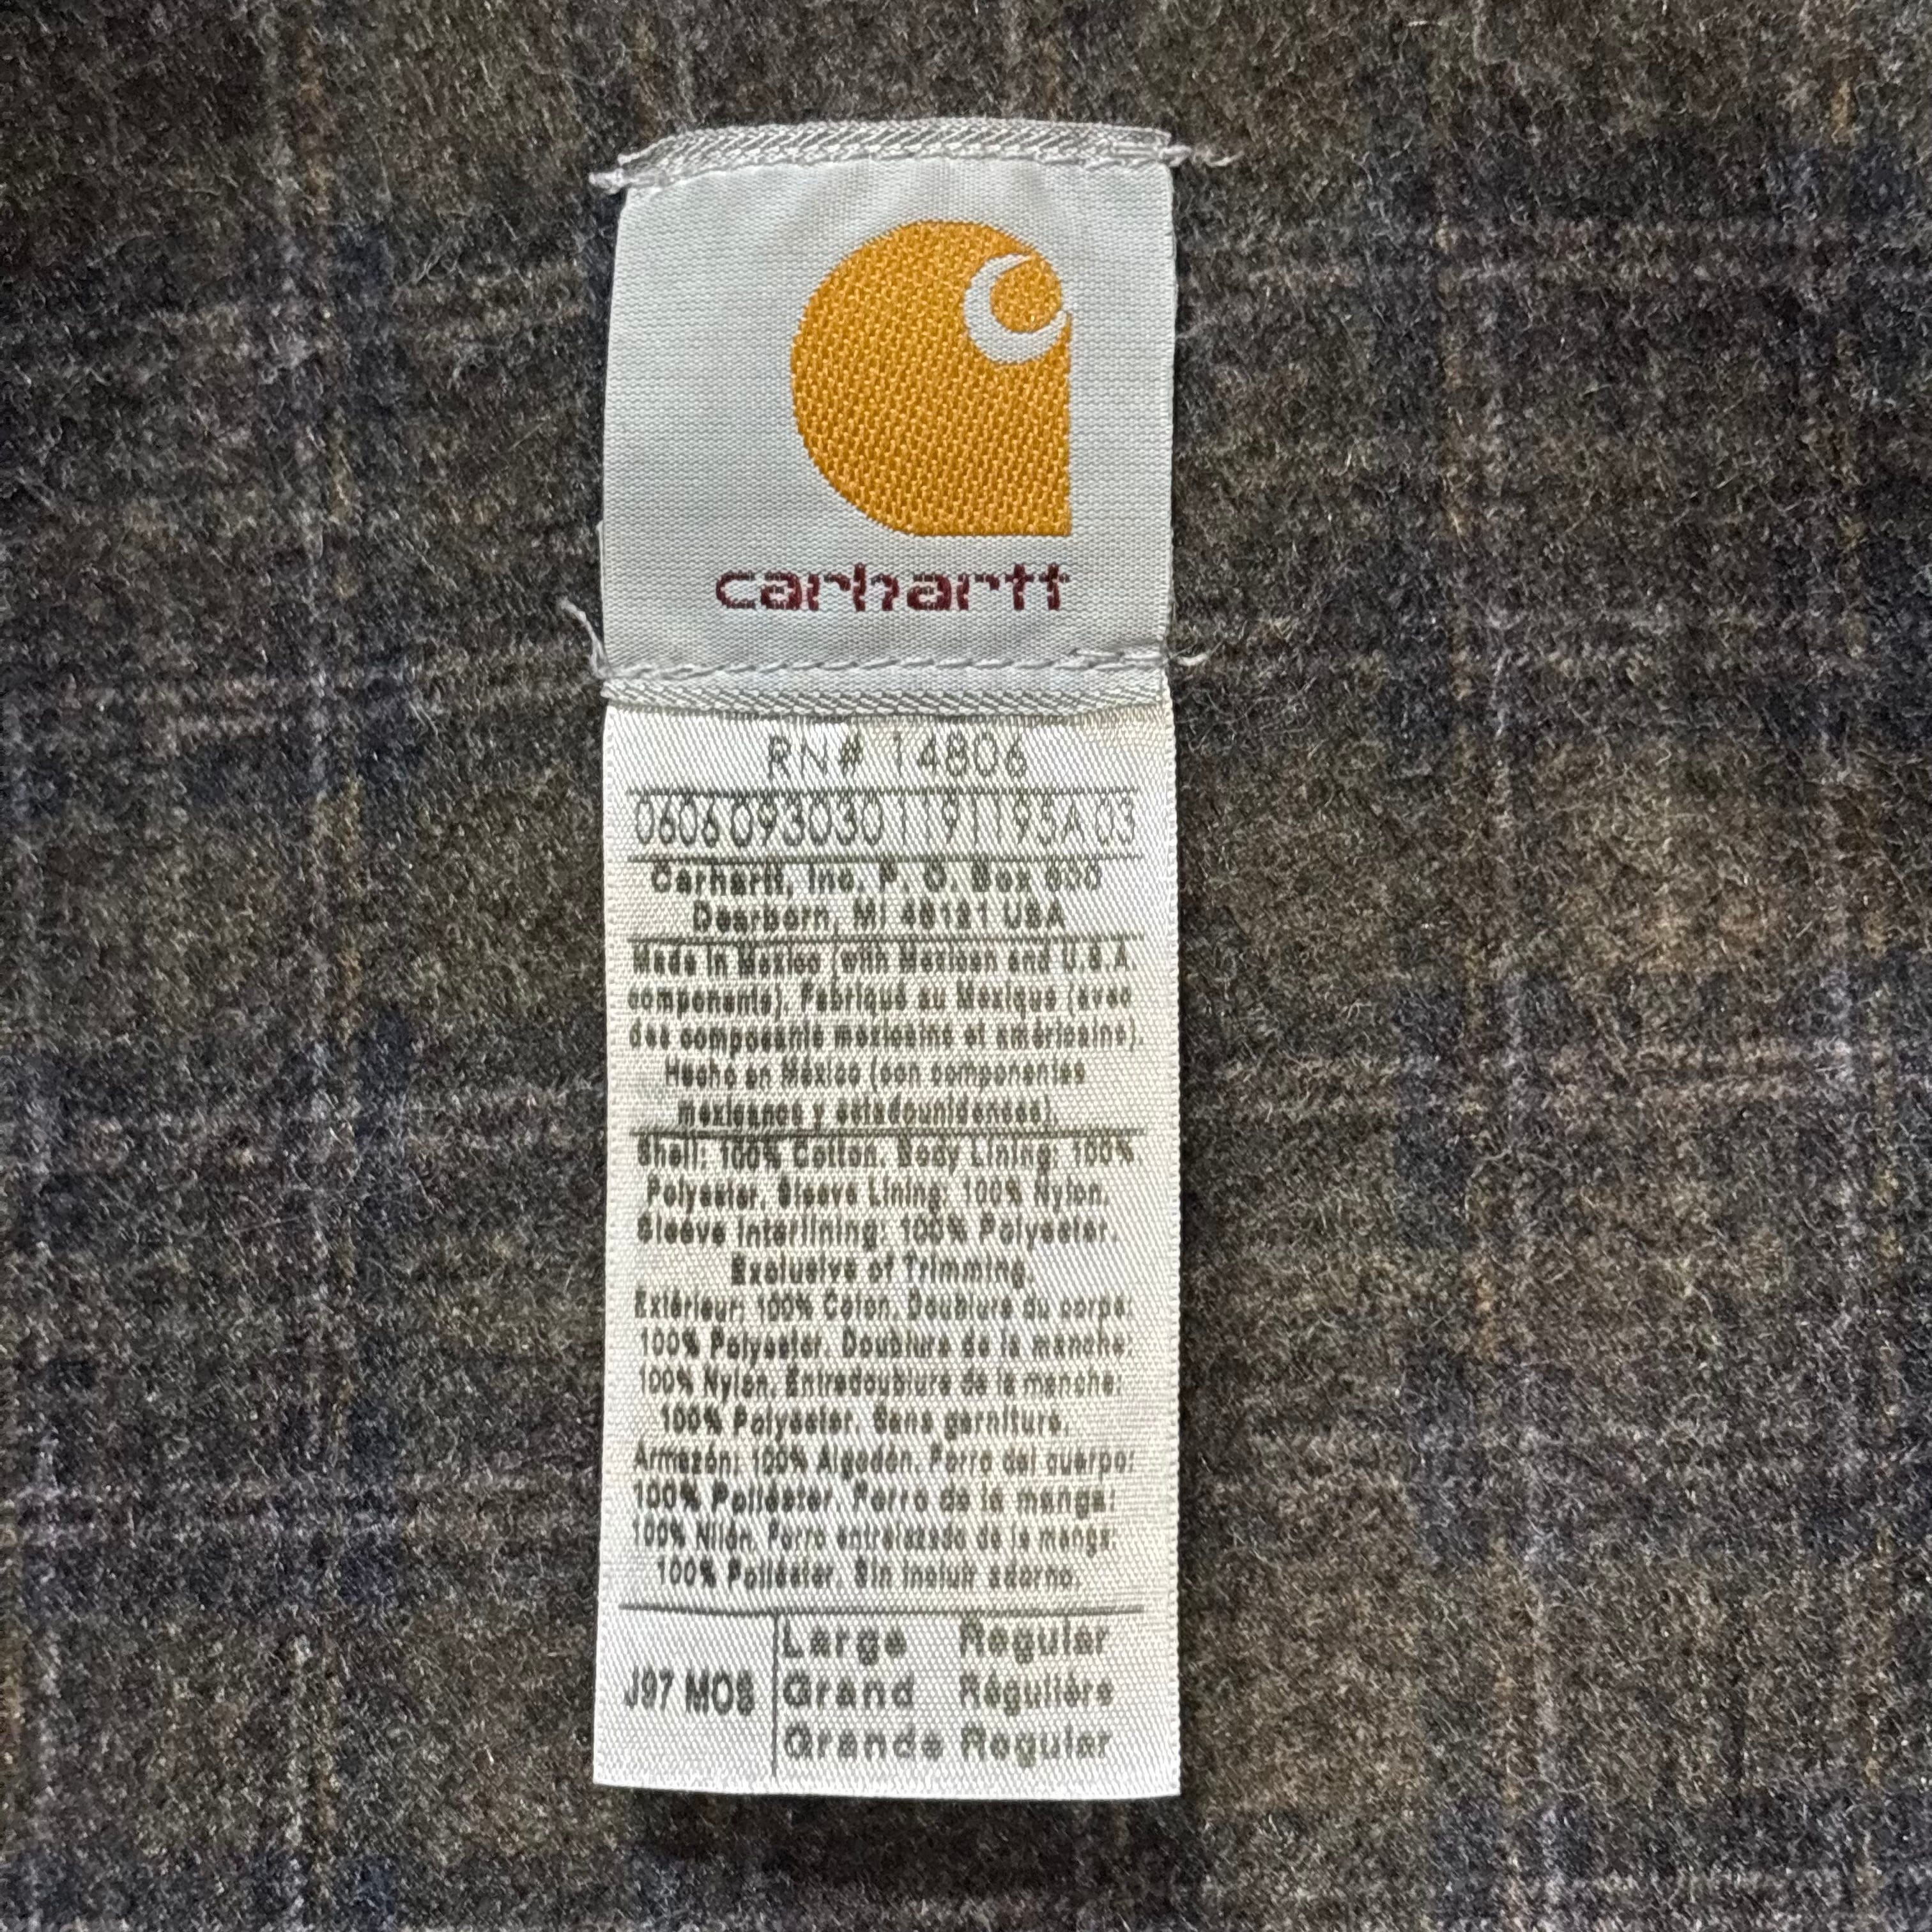 carhartt
RN# 14806
06060930301191195A03
Carhartt, Inc. P. O. Box 600
Dearborn, MI 48121 USA
Made in Mexico (with Mexican and U.S.A.
components). Fabriqué au Mexique (avec
des composants mexicains et américains).
Hecho en México (con componentes
mexicanos y estadounidenses).
Shell: 100% Cotton. Body Lining: 100%
Polyester. Sleeve Lining: 100% Nylon.
Sleeve Interlining: 100% Polyester.
Exclusive of Trimming.
Extérieur: 100% Coton. Doublure du corps:
100% Polyester. Doublure de la manche:
100% Nylon. Entredoublure de la manche:
100% Polyester. Sans garniture.
Armazón: 100% Algodón. Forro del cuerpo:
100% Poliéster. Forro de la manga:
100% Nilón. Forro entrelazado de la manga:
100% Poliéster. Sin incluir adorno.
J97 MOS
Large Regular
Grand Régulière
Grande Regular